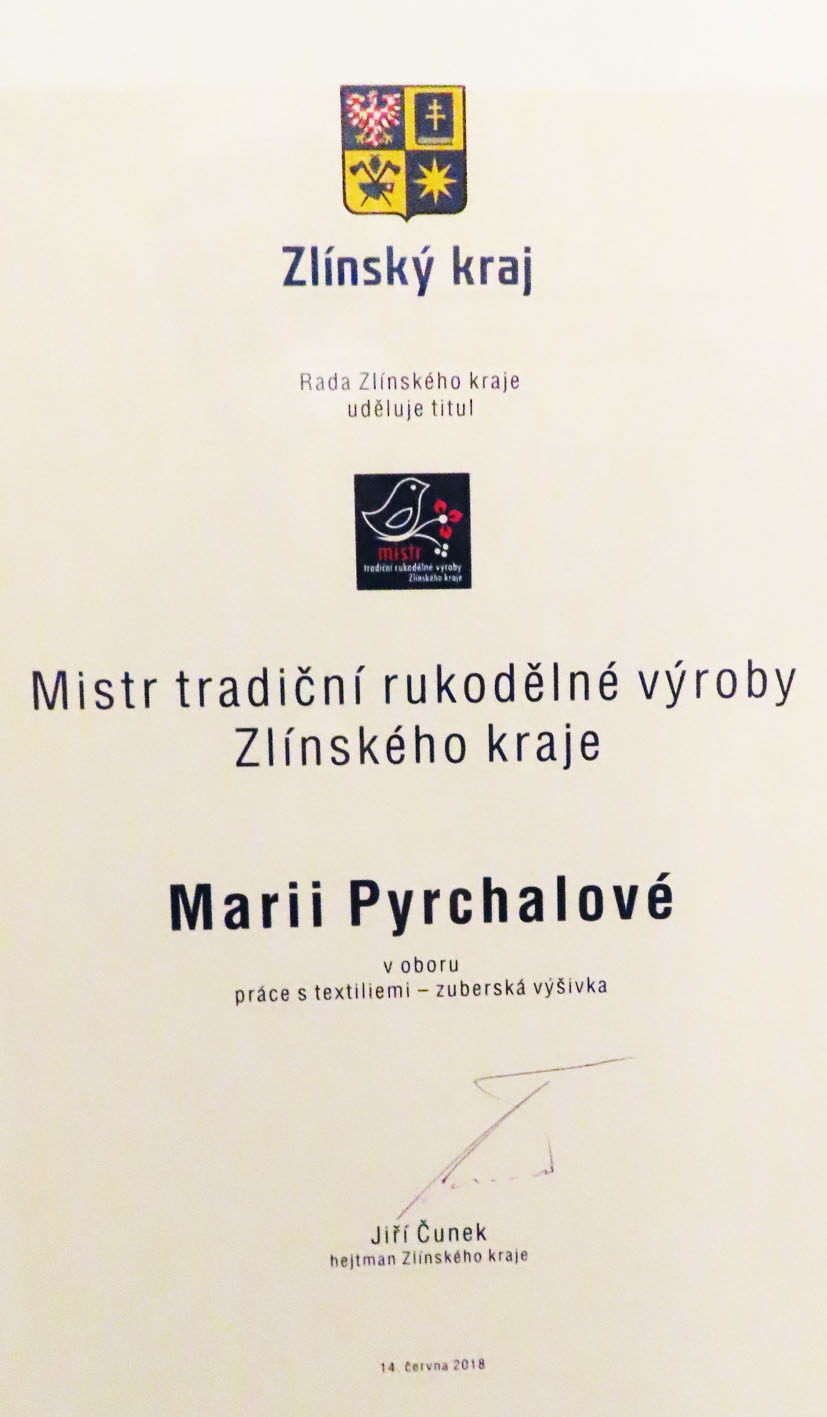 Zlínský kraj
Rada Zlínského kraje
uděluje titul
mistr
tradiční rukodělné výroby
Zlínského kraje
Mistr tradiční rukodělné výroby
Zlínského kraje
Marii Pyrchalové
v oboru
práce s textiliemi – zuberská výšivka
Jiří Čunek
hejtman Zlínského kraje
14. června 2018